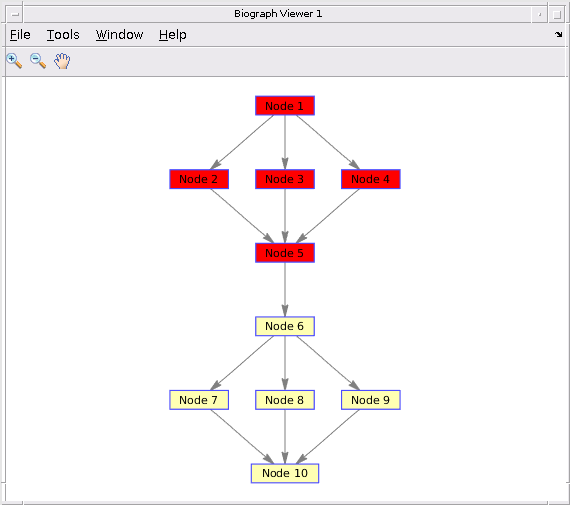 Biograph Viewer 1
File Tools Window Help
Node 1
Node 2 Node 3 Node 4
Node 5
Node 6
Node 7 Node 8 Node 9
Node 10